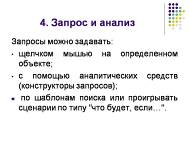 4. Запрос и анализ
Запросы можно задавать:
• щелчком мышью на определенном
объекте;
• с помощью аналитических средств
(конструкторы запросов);
■ по шаблонам поиска или проигрывать
сценарии по типу "что будет, если…".